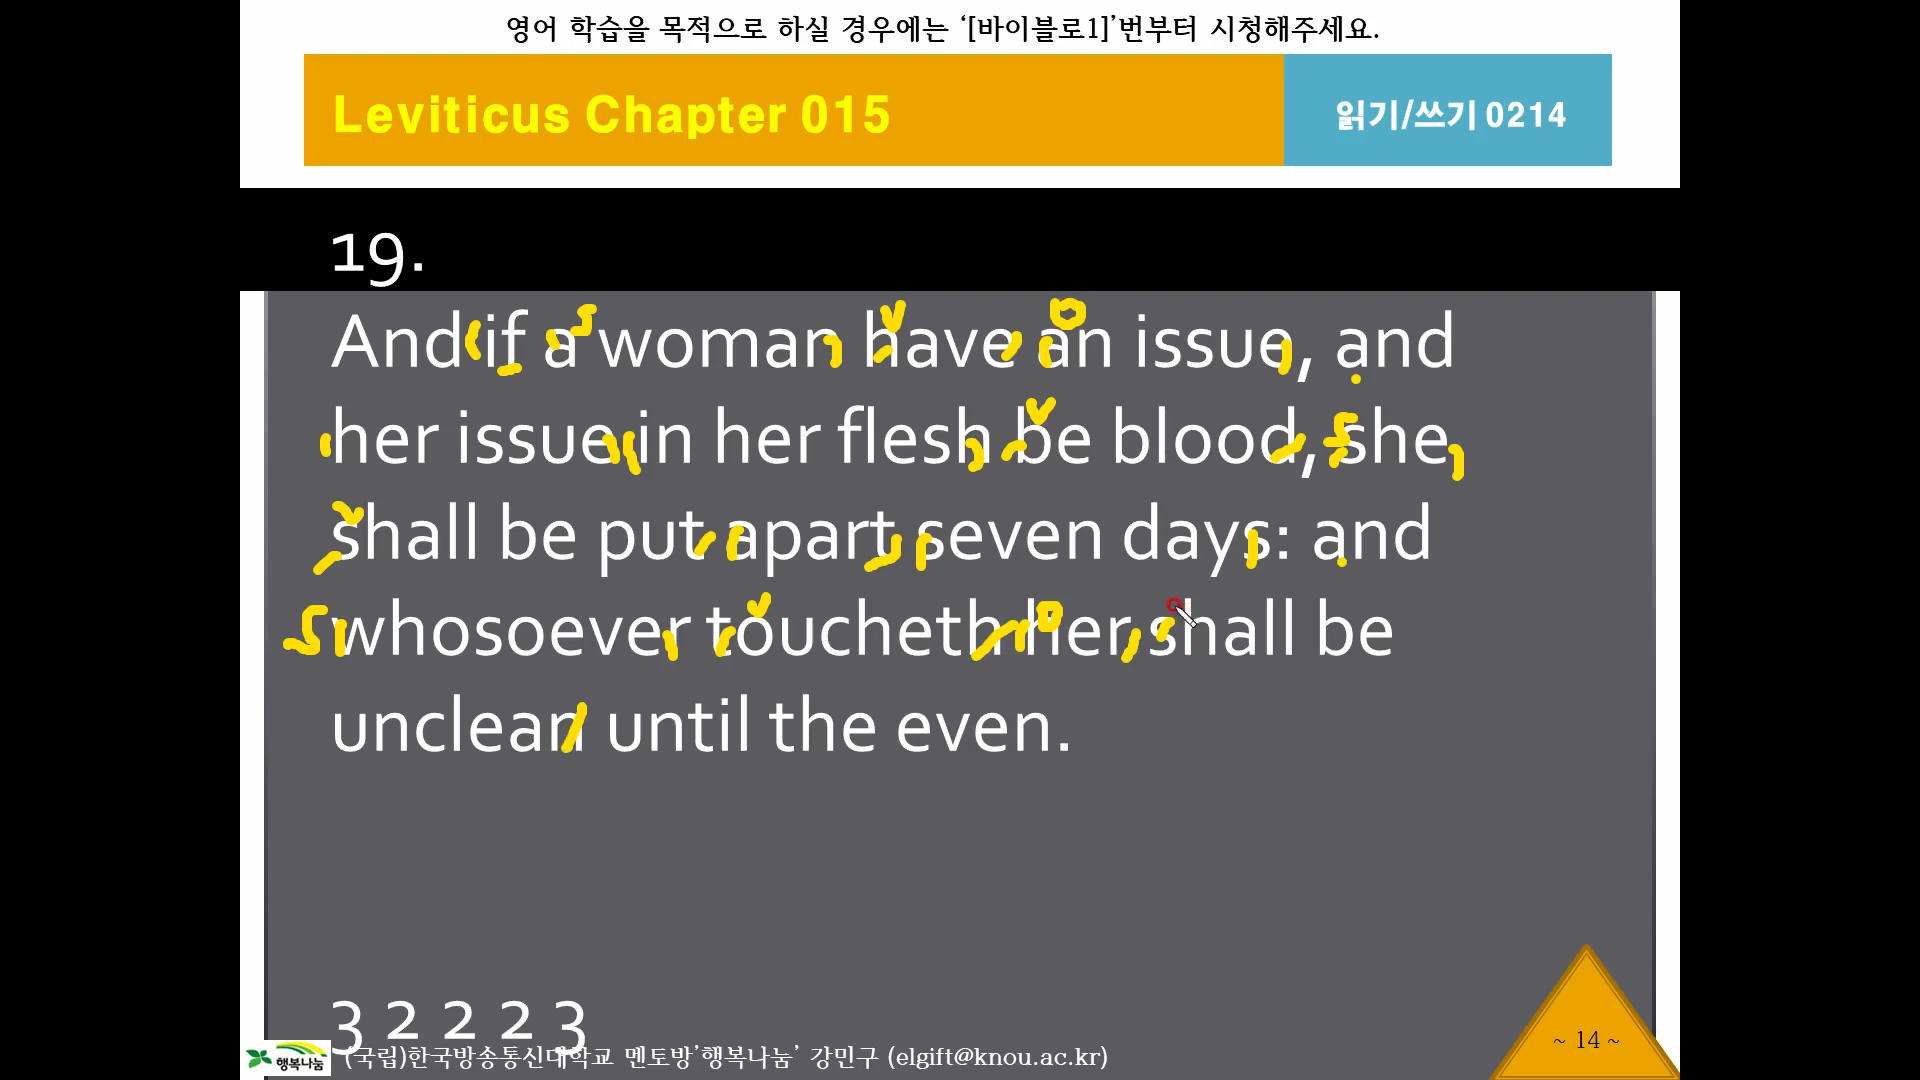 영어 학습을 목적으로 하실 경우에는 ‘[바이블로1]’번부터 시청해주세요.
Leviticus Chapter 015
읽기/쓰기 0214
19.
And if a woman have an issue, and
her issue in her flesh be blood, she
shall be put apart seven days: and
whosoever toucheth her shall be
unclean until the even.
3 2 2 2 3
행복나눔 (국립)한국방송통신대학교 멘토방’행복나눔’ 강민구 (elgift@knou.ac.kr)
~ 14 ~